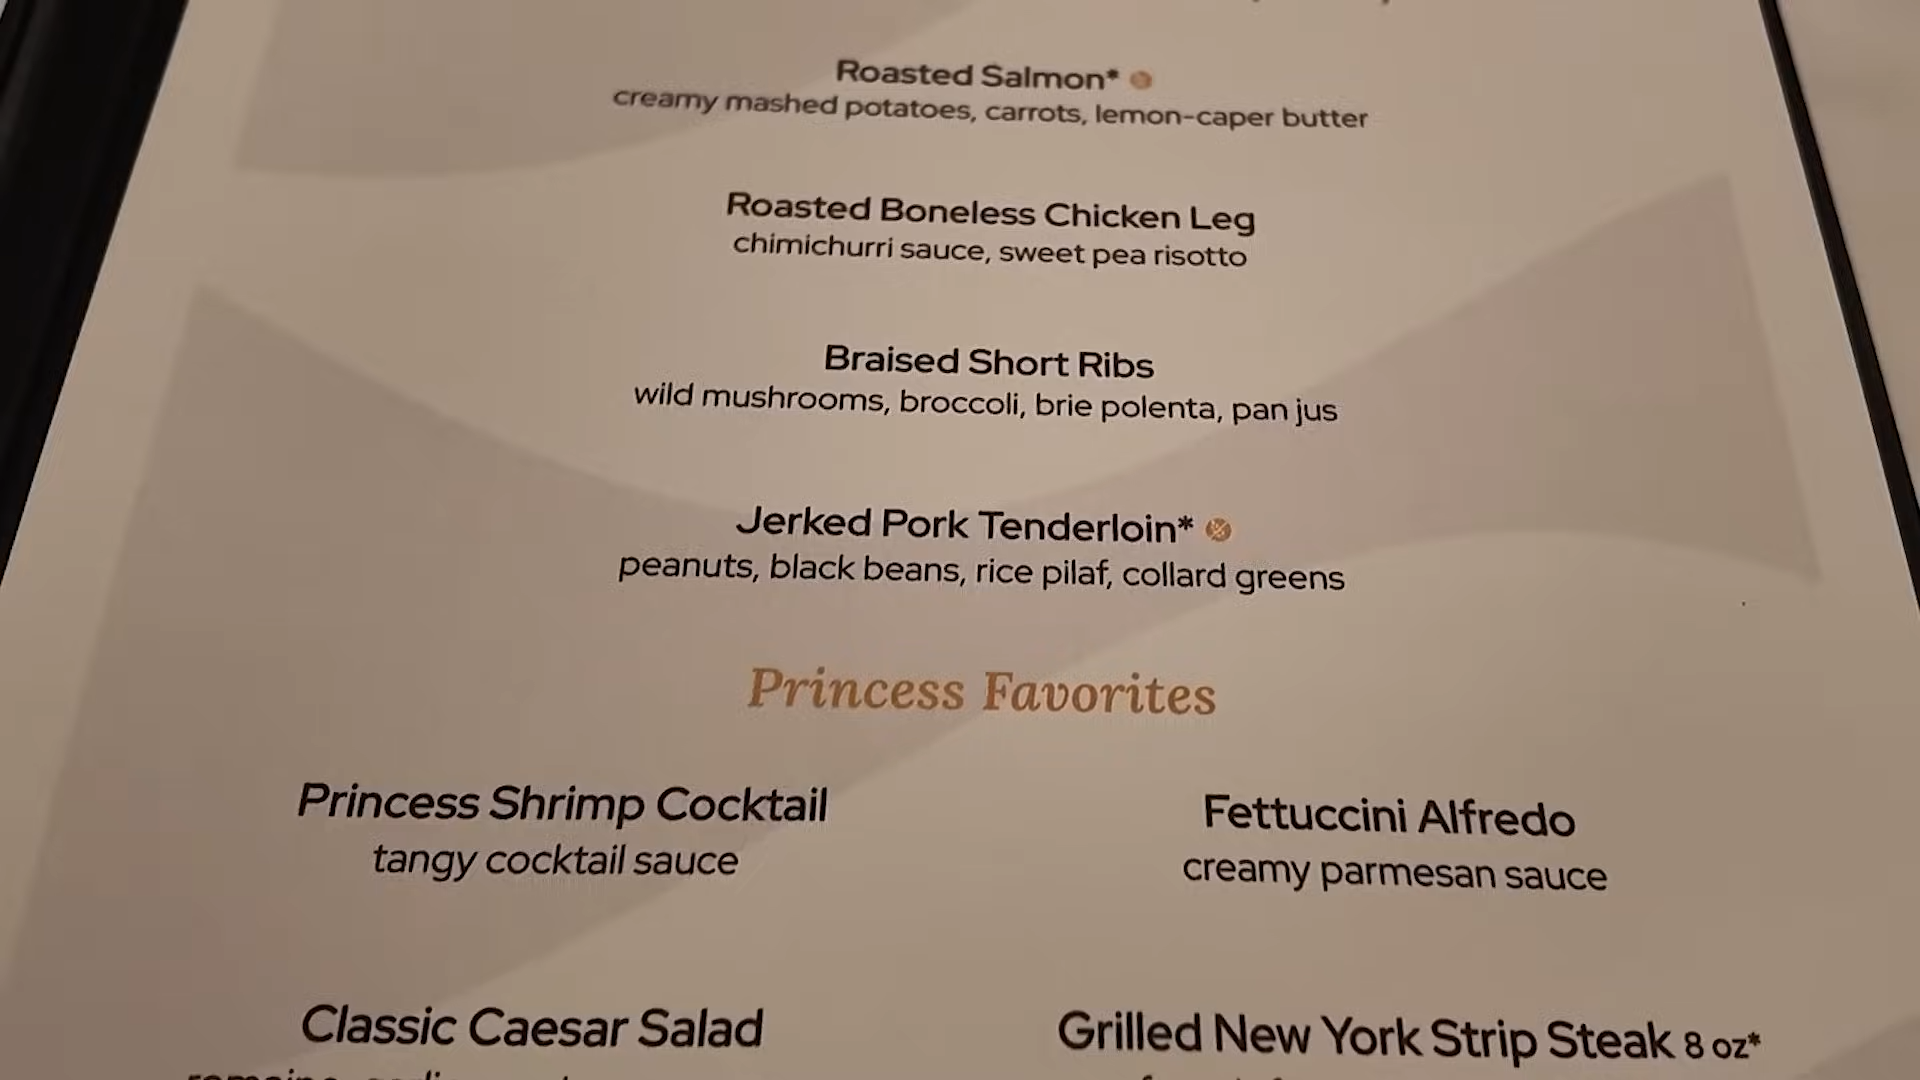 Roasted Salmon*
creamy mashed potatoes, carrots, lemon-caper butter
Roasted Boneless Chicken Leg
chimichurri sauce, sweet pea risotto
Braised Short Ribs
wild mushrooms, broccoli, brie polenta, pan jus
Jerked Pork Tenderloin*
peanuts, black beans, rice pilaf, collard greens
Princess Favorites
Princess Shrimp Cocktail
tangy cocktail sauce
Fettuccini Alfredo
creamy parmesan sauce
Classic Caesar Salad
Grilled New York Strip Steak 8 oz*